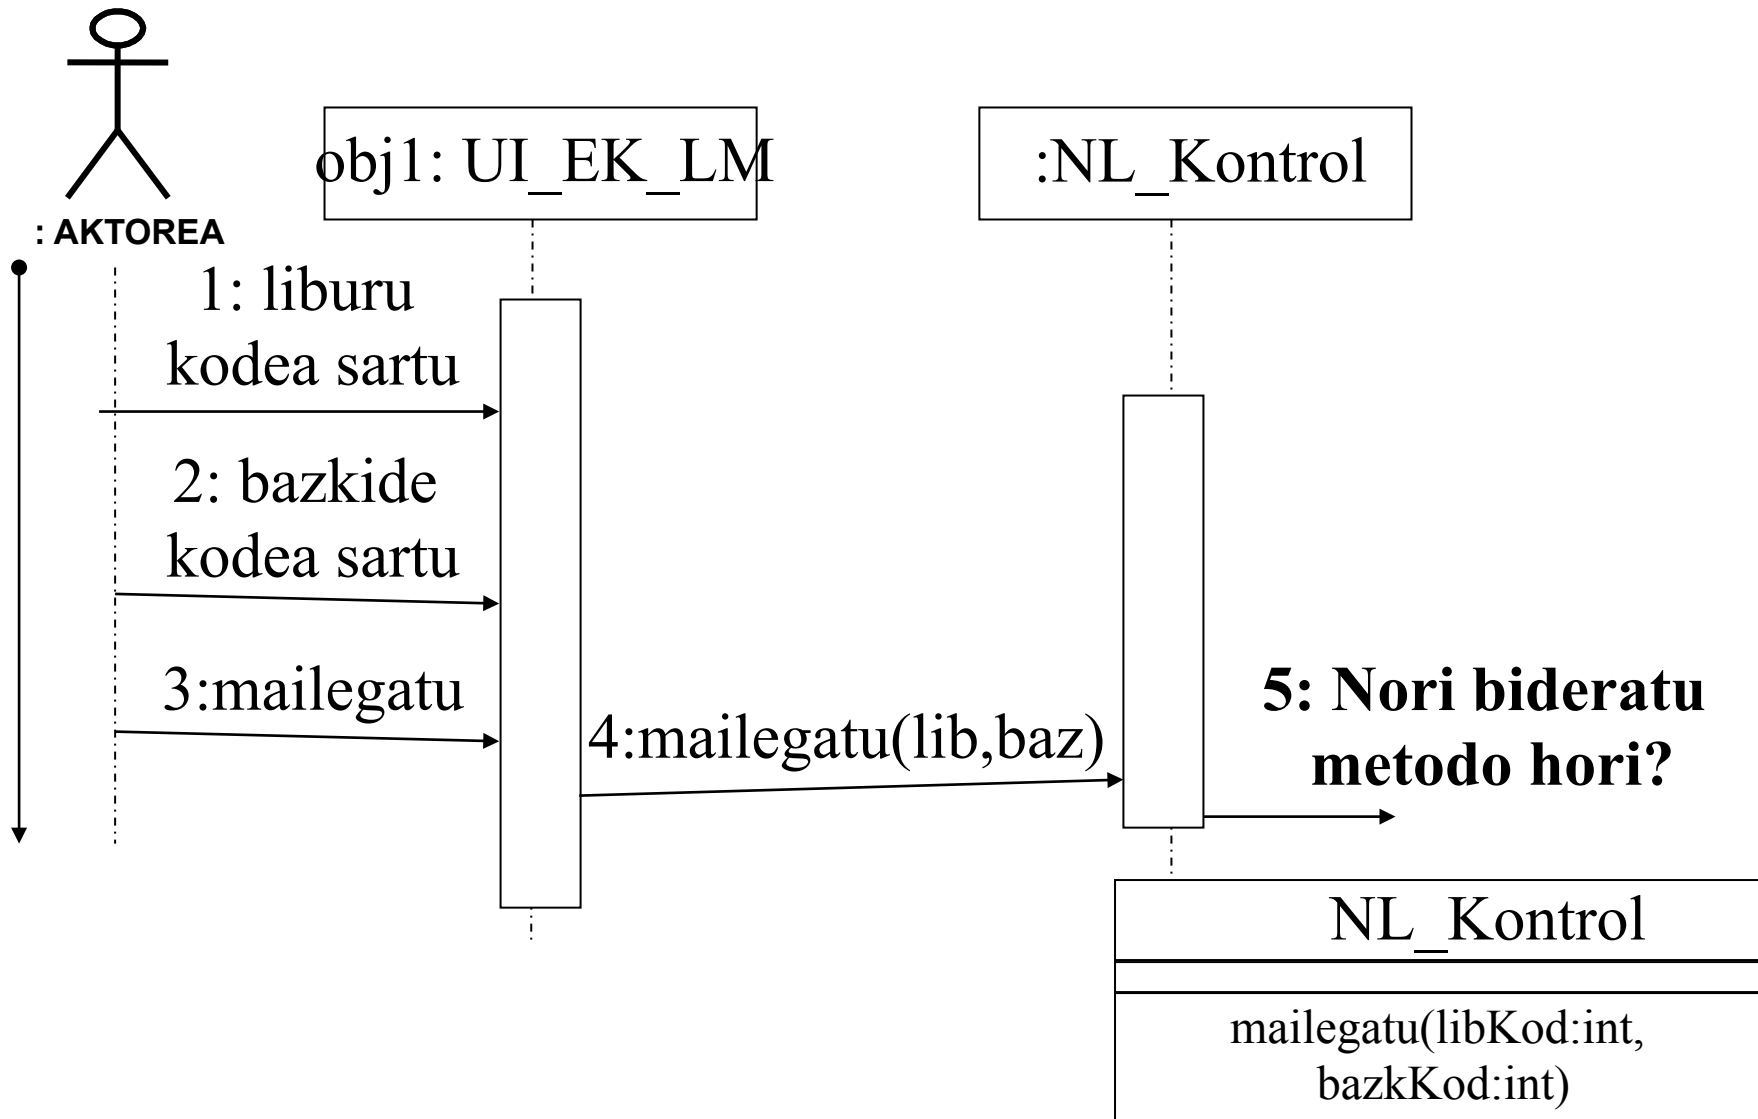 obj1: UI_EK_LM
:NL_Kontrol
: AKTOREA
1: liburu
kodea sartu
2: bazkide
kodea sartu
3:mailegatu
4:mailegatu(lib,baz)
5: Nori bideratu
metodo hori?
NL_Kontrol
mailegatu(libKod:int,
bazkKod:int)